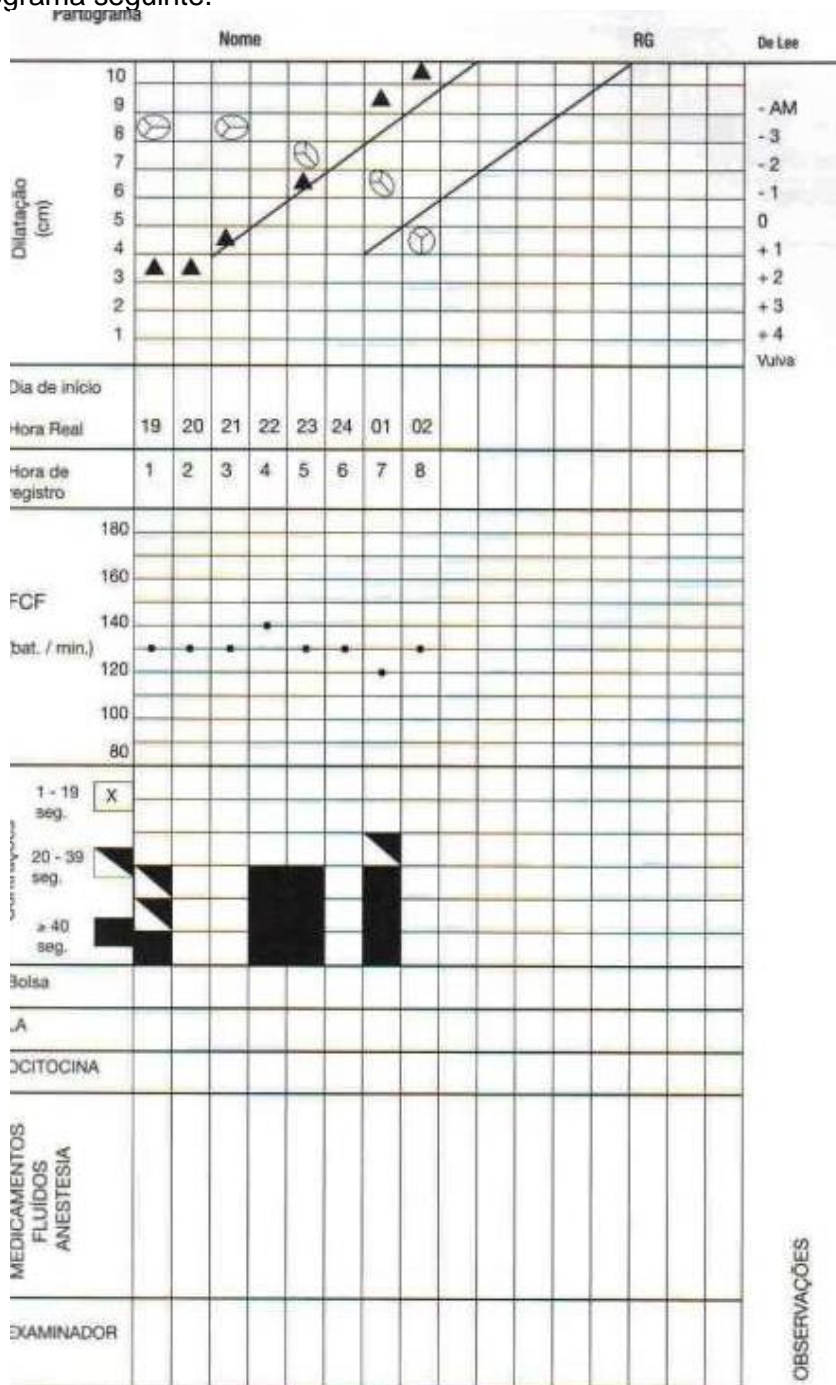 ograma seguinte.
Partograma
Nome RG De Lee
Dilatação
(cm)
10
9
8
7
6
5
4
3
2
1
- AM
- 3
- 2
- 1
0
+ 1
+ 2
+ 3
+ 4
Vulva
Dia de início
Hora Real 19 20 21 22 23 24 01 02
Hora de
registro 1 2 3 4 5 6 7 8
FCF
(bat. / min.)
180
160
140
120
100
80
1 - 19
seg. X
20 - 39
seg.
≥ 40
seg.
Bolsa
LA
OCITOCINA
MEDICAMENTOS
FLUÍDOS
ANESTESIA
EXAMINADOR
OBSERVAÇÕES